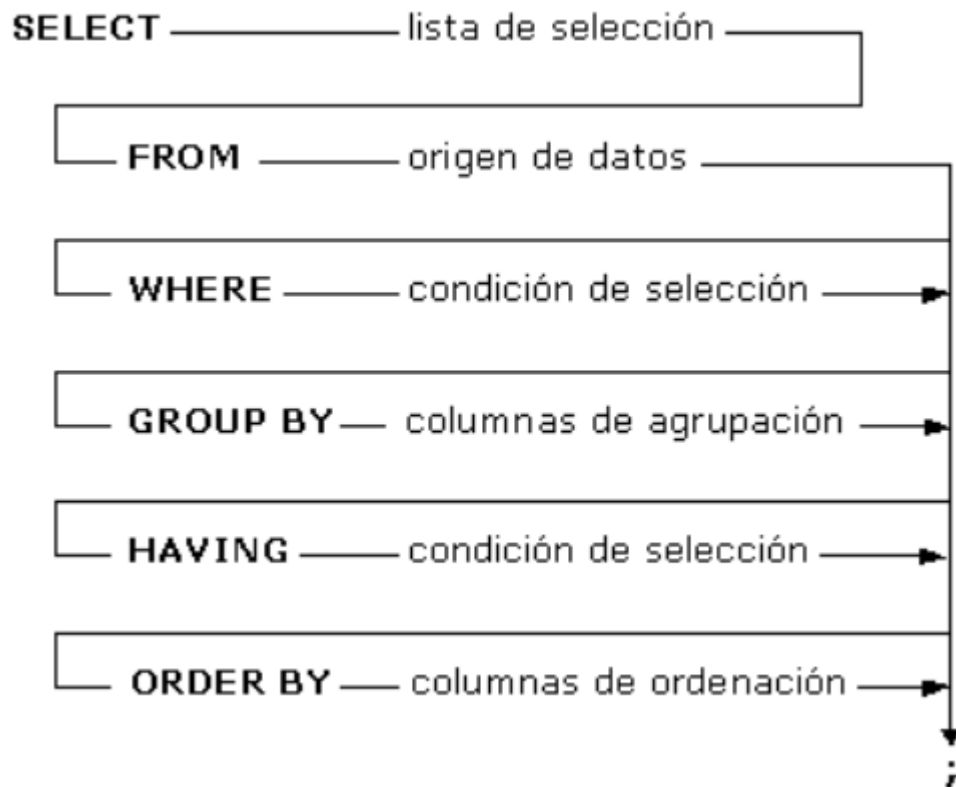 SELECT lista de selección
FROM origen de datos
WHERE condición de selección
GROUP BY columnas de agrupación
HAVING condición de selección
ORDER BY columnas de ordenación
;